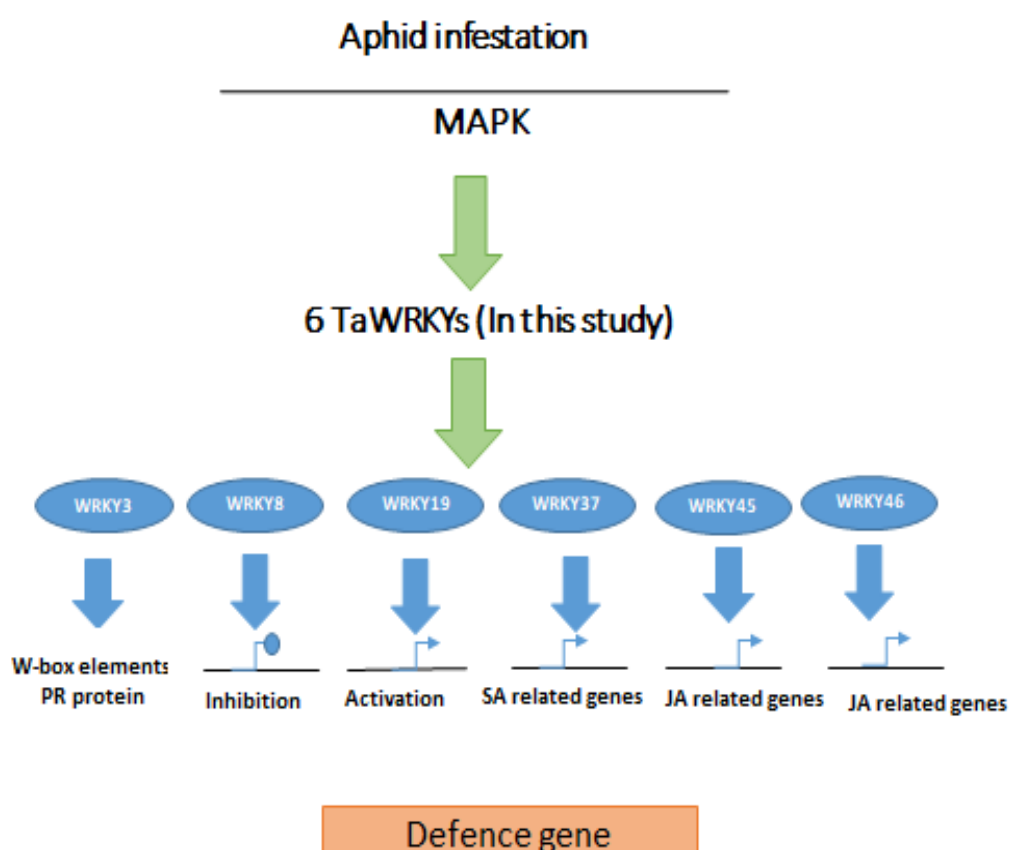 Aphid infestation
MAPK
6 TaWRKYs (In this study)
WRKY3
WRKY8
WRKY19
WRKY37
WRKY45
WRKY46
W-box elements
PR protein
Inhibition
Activation
SA related genes
JA related genes
JA related genes
Defence gene